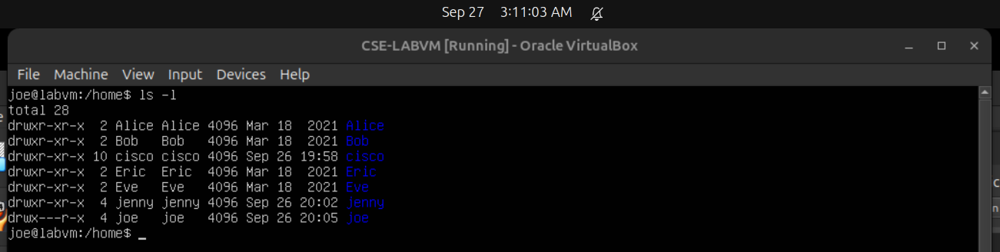 Sep 27 3:11:03 AM
CSE-LABVM [Running] - Oracle VirtualBox
File Machine View Input Devices Help
joe@labvm:/home$ ls -l
total 28
drwxr-xr-x  2 Alice Alice 4096 Mar 18  2021 Alice
drwxr-xr-x  2 Bob   Bob   4096 Mar 18  2021 Bob
drwxr-xr-x 10 cisco cisco 4096 Sep 26 19:58 cisco
drwxr-xr-x  2 Eric  Eric  4096 Mar 18  2021 Eric
drwxr-xr-x  2 Eve   Eve   4096 Mar 18  2021 Eve
drwxr-xr-x  4 jenny jenny 4096 Sep 26 20:02 jenny
drwx---r-x  4 joe   joe   4096 Sep 26 20:05 joe
joe@labvm:/home$ _